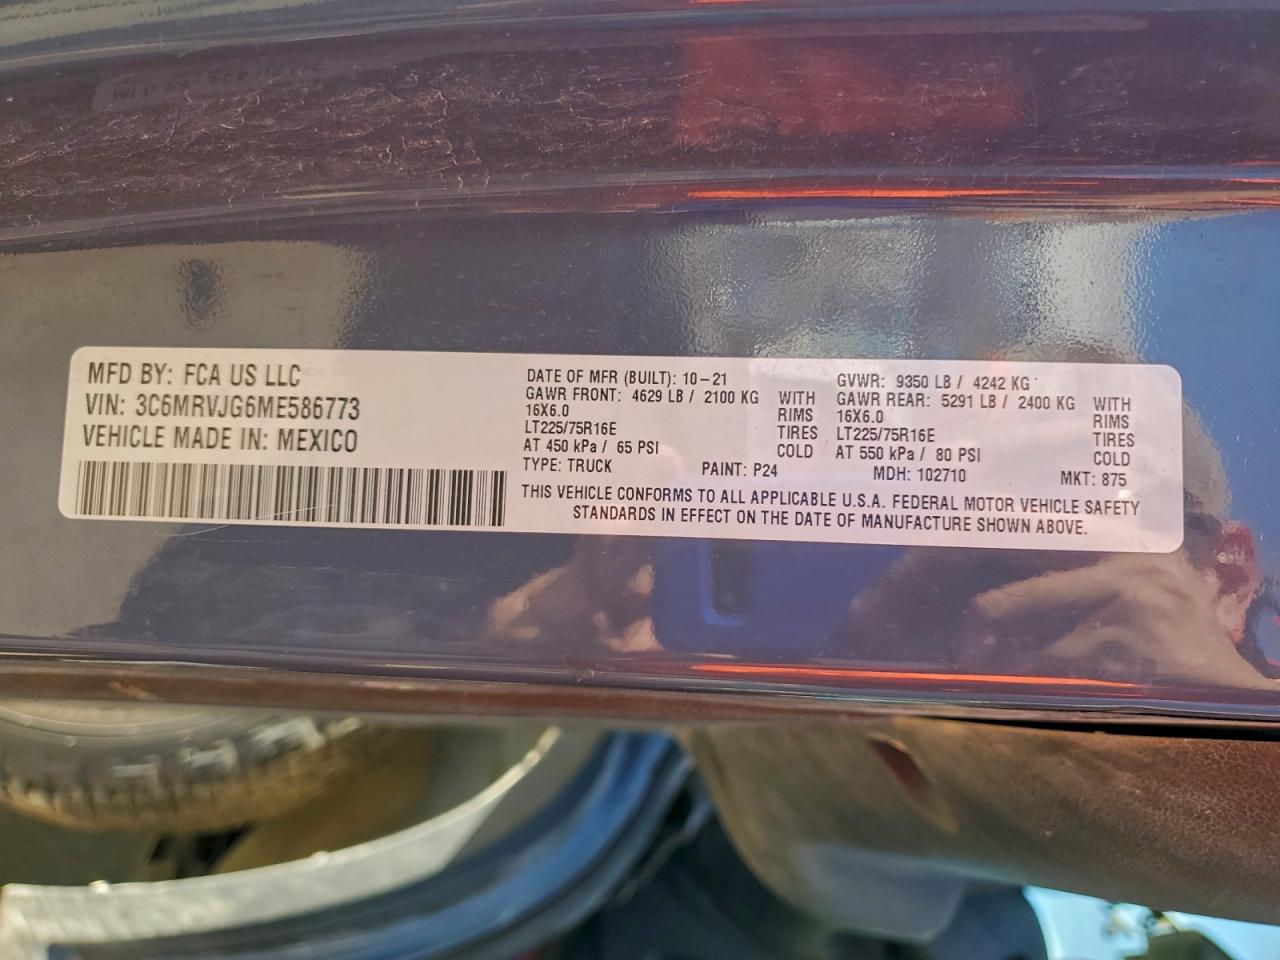 MFD BY: FCA US LLC
VIN: 3C6MRVJG6ME586773
VEHICLE MADE IN: MEXICO
DATE OF MFR (BUILT): 10-21
GAWR FRONT: 4629 LB / 2100 KG WITH
16X6.0 RIMS
LT225/75R16E TIRES
AT 450 kPa / 65 PSI COLD
TYPE: TRUCK PAINT: P24
GVWR: 9350 LB / 4242 KG
GAWR REAR: 5291 LB / 2400 KG WITH
16X6.0 RIMS
LT225/75R16E TIRES
AT 550 kPa / 80 PSI COLD
MDH: 102710 MKT: 875
THIS VEHICLE CONFORMS TO ALL APPLICABLE U.S.A. FEDERAL MOTOR VEHICLE SAFETY
STANDARDS IN EFFECT ON THE DATE OF MANUFACTURE SHOWN ABOVE.